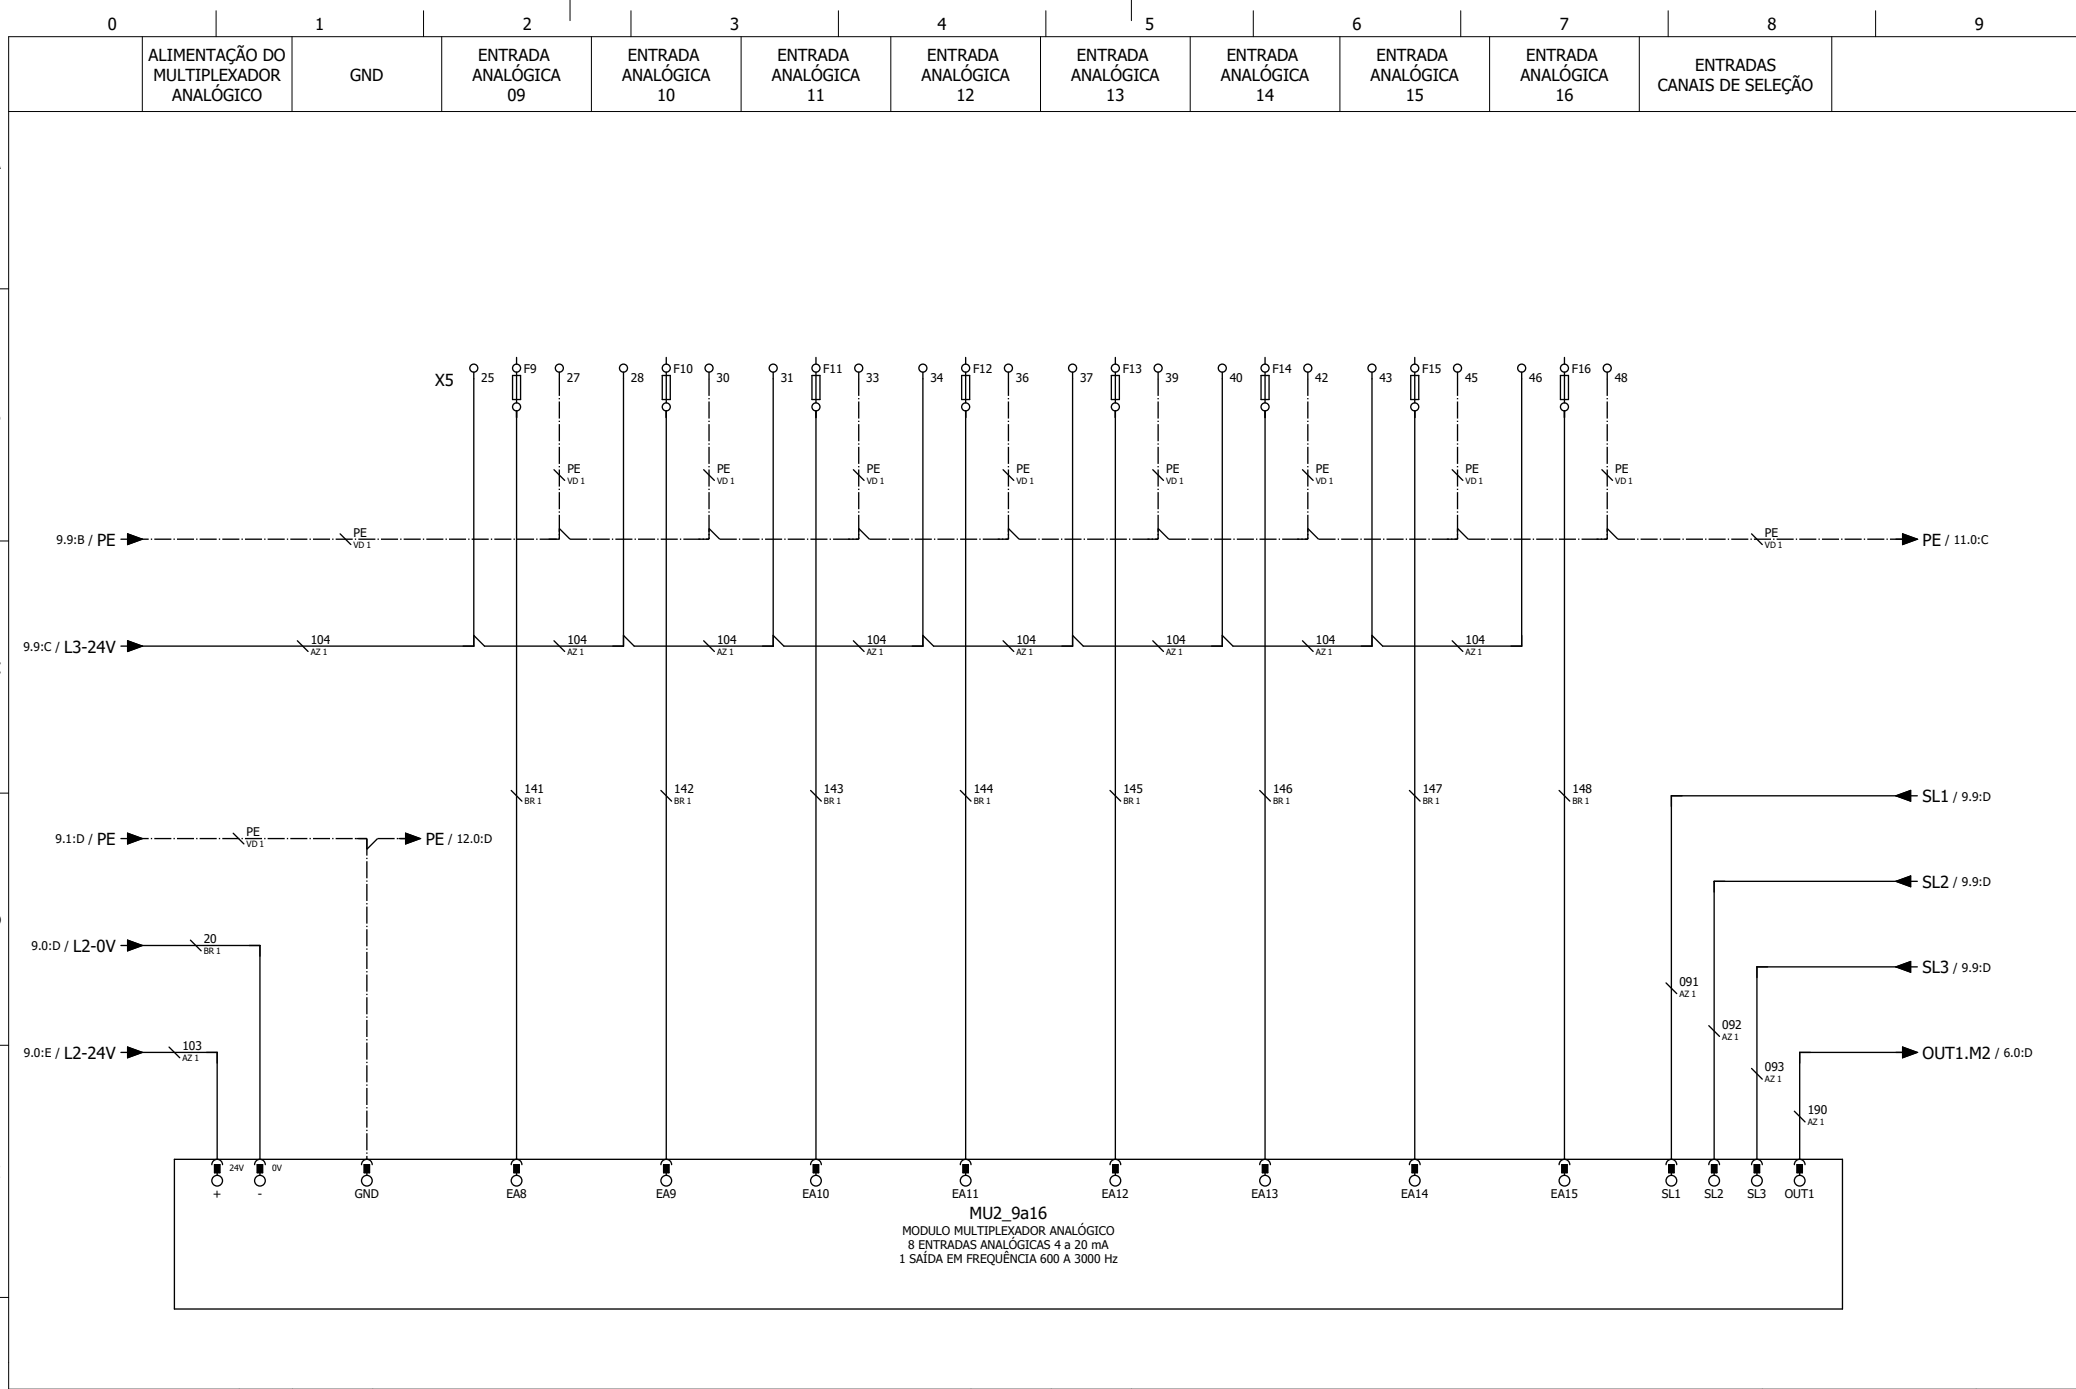 0 1 2 3 4 5 6 7 8 9
ALIMENTAÇÃO DO
MULTIPLEXADOR
ANALÓGICO
GND
ENTRADA
ANALÓGICA
09
ENTRADA
ANALÓGICA
10
ENTRADA
ANALÓGICA
11
ENTRADA
ANALÓGICA
12
ENTRADA
ANALÓGICA
13
ENTRADA
ANALÓGICA
14
ENTRADA
ANALÓGICA
15
ENTRADA
ANALÓGICA
16
ENTRADAS
CANAIS DE SELEÇÃO
X5 25 F9 27 28 F10 30 31 F11 33 34 F12 36 37 F13 39 40 F14 42 43 F15 45 46 F16 48
PE PE PE PE PE PE PE PE
VD 1 VD 1 VD 1 VD 1 VD 1 VD 1 VD 1 VD 1
9.9:B / PE PE PE PE / 11.0:C
VD 1 VD 1
9.9:C / L3-24V 104 104 104 104 104 104 104 104
AZ 1 AZ 1 AZ 1 AZ 1 AZ 1 AZ 1 AZ 1 AZ 1
141 142 143 144 145 146 147 148
BR 1 BR 1 BR 1 BR 1 BR 1 BR 1 BR 1 BR 1
SL1 / 9.9:D
9.1:D / PE PE PE / 12.0:D
VD 1
SL2 / 9.9:D
9.0:D / L2-0V 20
BR 1
SL3 / 9.9:D
091
AZ 1
092
AZ 1
9.0:E / L2-24V 103 OUT1.M2 / 6.0:D
AZ 1
093
AZ 1
190
AZ 1
24V 0V
+ - GND EA8 EA9 EA10 EA11 EA12 EA13 EA14 EA15 SL1 SL2 SL3 OUT1
MU2_9a16
MODULO MULTIPLEXADOR ANALÓGICO
8 ENTRADAS ANALÓGICAS 4 a 20 mA
1 SAÍDA EM FREQUÊNCIA 600 A 3000 Hz